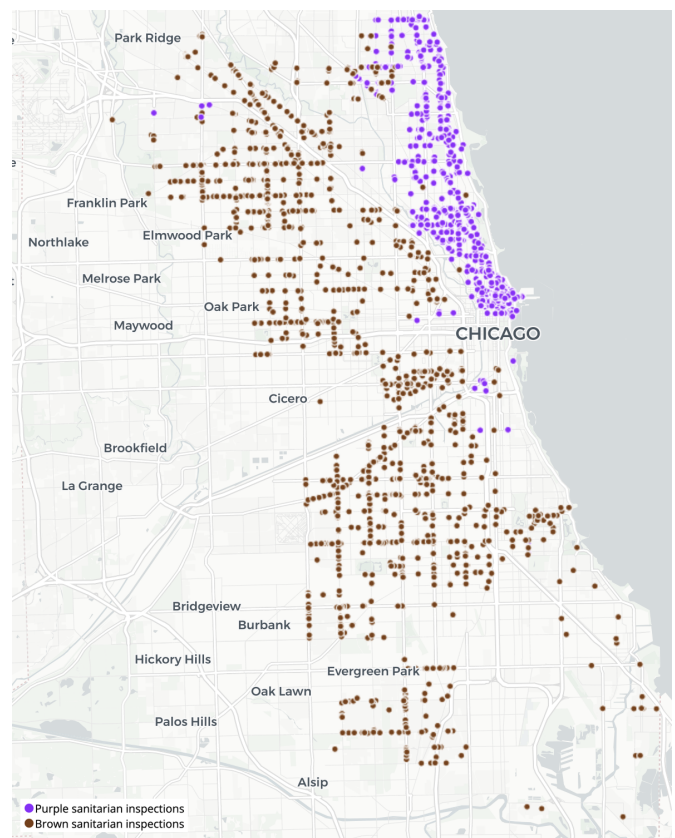 Park Ridge
Franklin Park
Northlake
Elmwood Park
Melrose Park
Oak Park
Maywood
CHICAGO
Cicero
Brookfield
La Grange
Bridgeview
Burbank
Hickory Hills
Evergreen Park
Oak Lawn
Palos Hills
Alsip
Purple sanitarian inspections
Brown sanitarian inspections